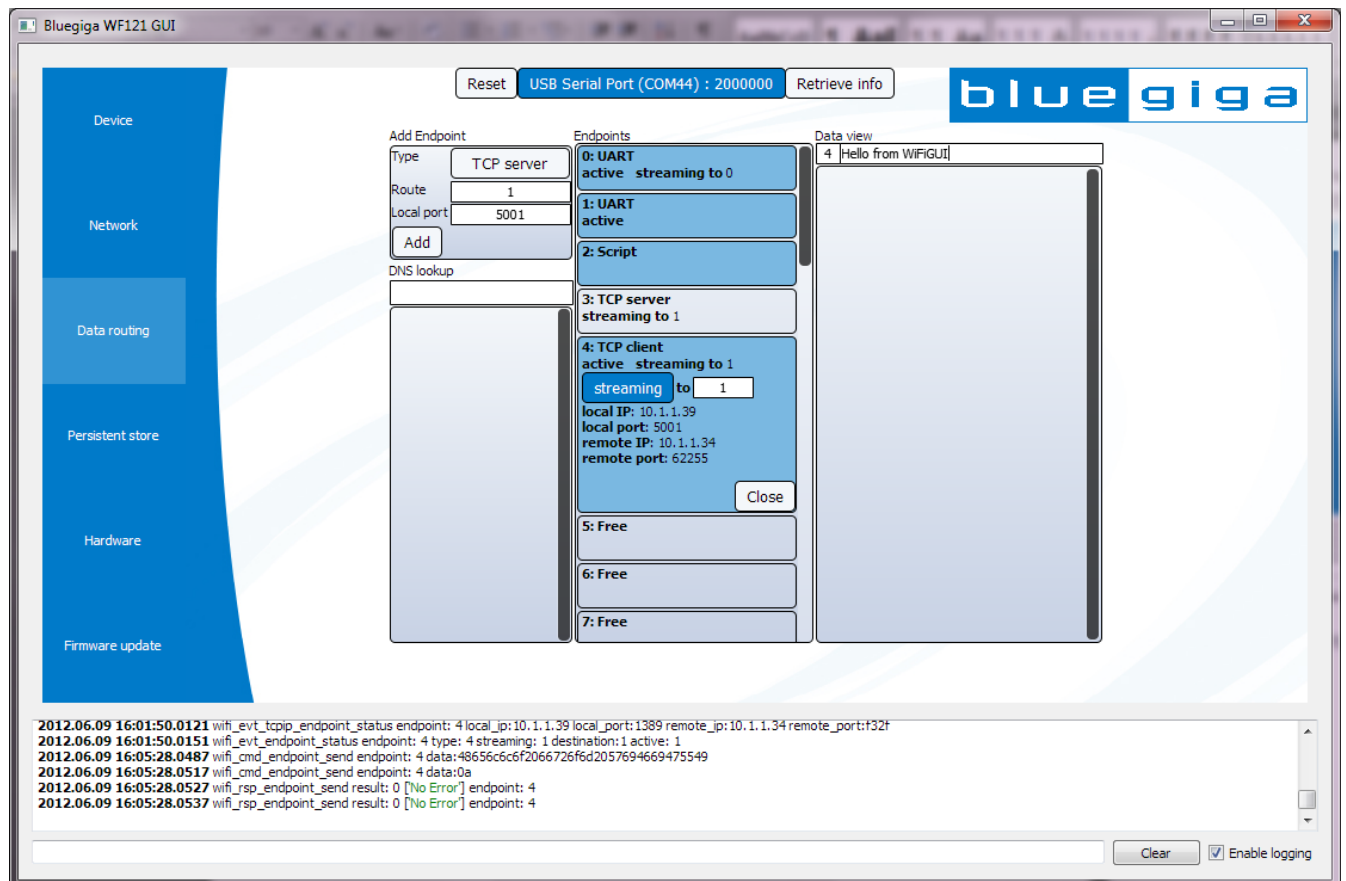 Bluegiga WF121 GUI
Reset USB Serial Port (COM44) : 2000000 Retrieve info
bluegiga
Device
Network
Data routing
Persistent store
Hardware
Firmware update
Add Endpoint
Type TCP server
Route 1
Local port 5001
Add
DNS lookup
Endpoints
0: UART
active streaming to 0
1: UART
active
2: Script
3: TCP server
streaming to 1
4: TCP client
active streaming to 1
streaming to 1
local IP: 10.1.1.39
local port: 5001
remote IP: 10.1.1.34
remote port: 62255
Close
5: Free
6: Free
7: Free
Data view
4 Hello from WiFiGUI
2012.06.09 16:01:50.0121 wifi_evt_tcpip_endpoint_status endpoint: 4 local_ip:10.1.1.39 local_port:1389 remote_ip:10.1.1.34 remote_port:f32f
2012.06.09 16:01:50.0151 wifi_evt_endpoint_status endpoint: 4 type: 4 streaming: 1 destination:1 active: 1
2012.06.09 16:05:28.0487 wifi_cmd_endpoint_send endpoint: 4 data:48656c6c6f2066726f6d2057694669475549
2012.06.09 16:05:28.0517 wifi_cmd_endpoint_send endpoint: 4 data:0a
2012.06.09 16:05:28.0527 wifi_rsp_endpoint_send result: 0 ['No Error'] endpoint: 4
2012.06.09 16:05:28.0537 wifi_rsp_endpoint_send result: 0 ['No Error'] endpoint: 4
Clear Enable logging